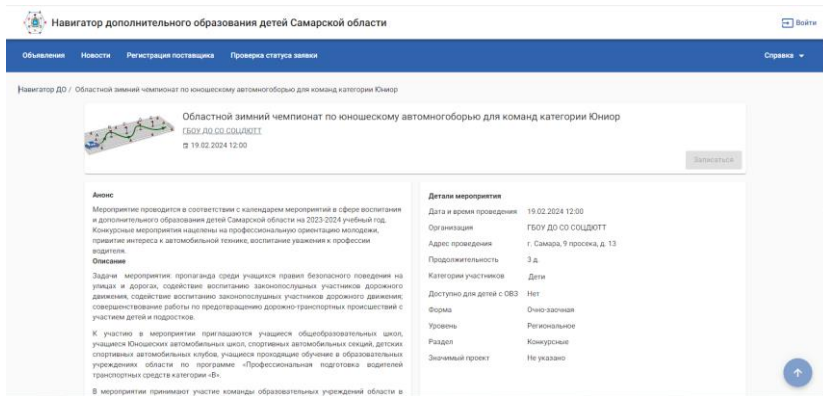 Навигатор дополнительного образования детей Самарской области
Войти
Объявления Новости Регистрация поставщика Проверка статуса заявки Справка
Навигатор ДО / Областной зимний чемпионат по юношескому автомногоборью для команд категории Юниор
Областной зимний чемпионат по юношескому автомногоборью для команд категории Юниор
ГБОУ ДО СО СОЦДЮТТ
19.02.2024 12:00
Записаться
Анонс
Мероприятие проводится в соответствии с календарем мероприятий в сфере воспитания
и дополнительного образования детей Самарской области на 2023-2024 учебный год.
Конкурсные мероприятия нацелены на профессиональную ориентацию молодежи,
привитие интереса к автомобильной технике, воспитание уважения к профессии
водителя.
Описание
Задачи мероприятия: пропаганда среди учащихся правил безопасного поведения на
улицах и дорогах, содействие воспитанию законопослушных участников дорожного
движения, содействие воспитанию законопослушных участников дорожного движения;
совершенствование работы по предотвращению дорожно-транспортных происшествий с
участием детей и подростков.
К участию в мероприятии приглашаются учащиеся общеобразовательных школ,
учащиеся Юношеских автомобильных школ, спортивных автомобильных секций, детских
спортивных автомобильных клубов, учащиеся проходящие обучение в образовательных
учреждениях области по программе «Профессиональная подготовка водителей
транспортных средств категории «В».
В мероприятии принимают участие команды образовательных учреждений области в
Детали мероприятия
Дата и время проведения 19.02.2024 12:00
Организация ГБОУ ДО СО СОЦДЮТТ
Адрес проведения г. Самара, 9 просека, д. 13
Продолжительность 3 д.
Категории участников Дети
Доступно для детей с ОВЗ Нет
Форма Очно-заочная
Уровень Региональное
Раздел Конкурсные
Значимый проект Не указано